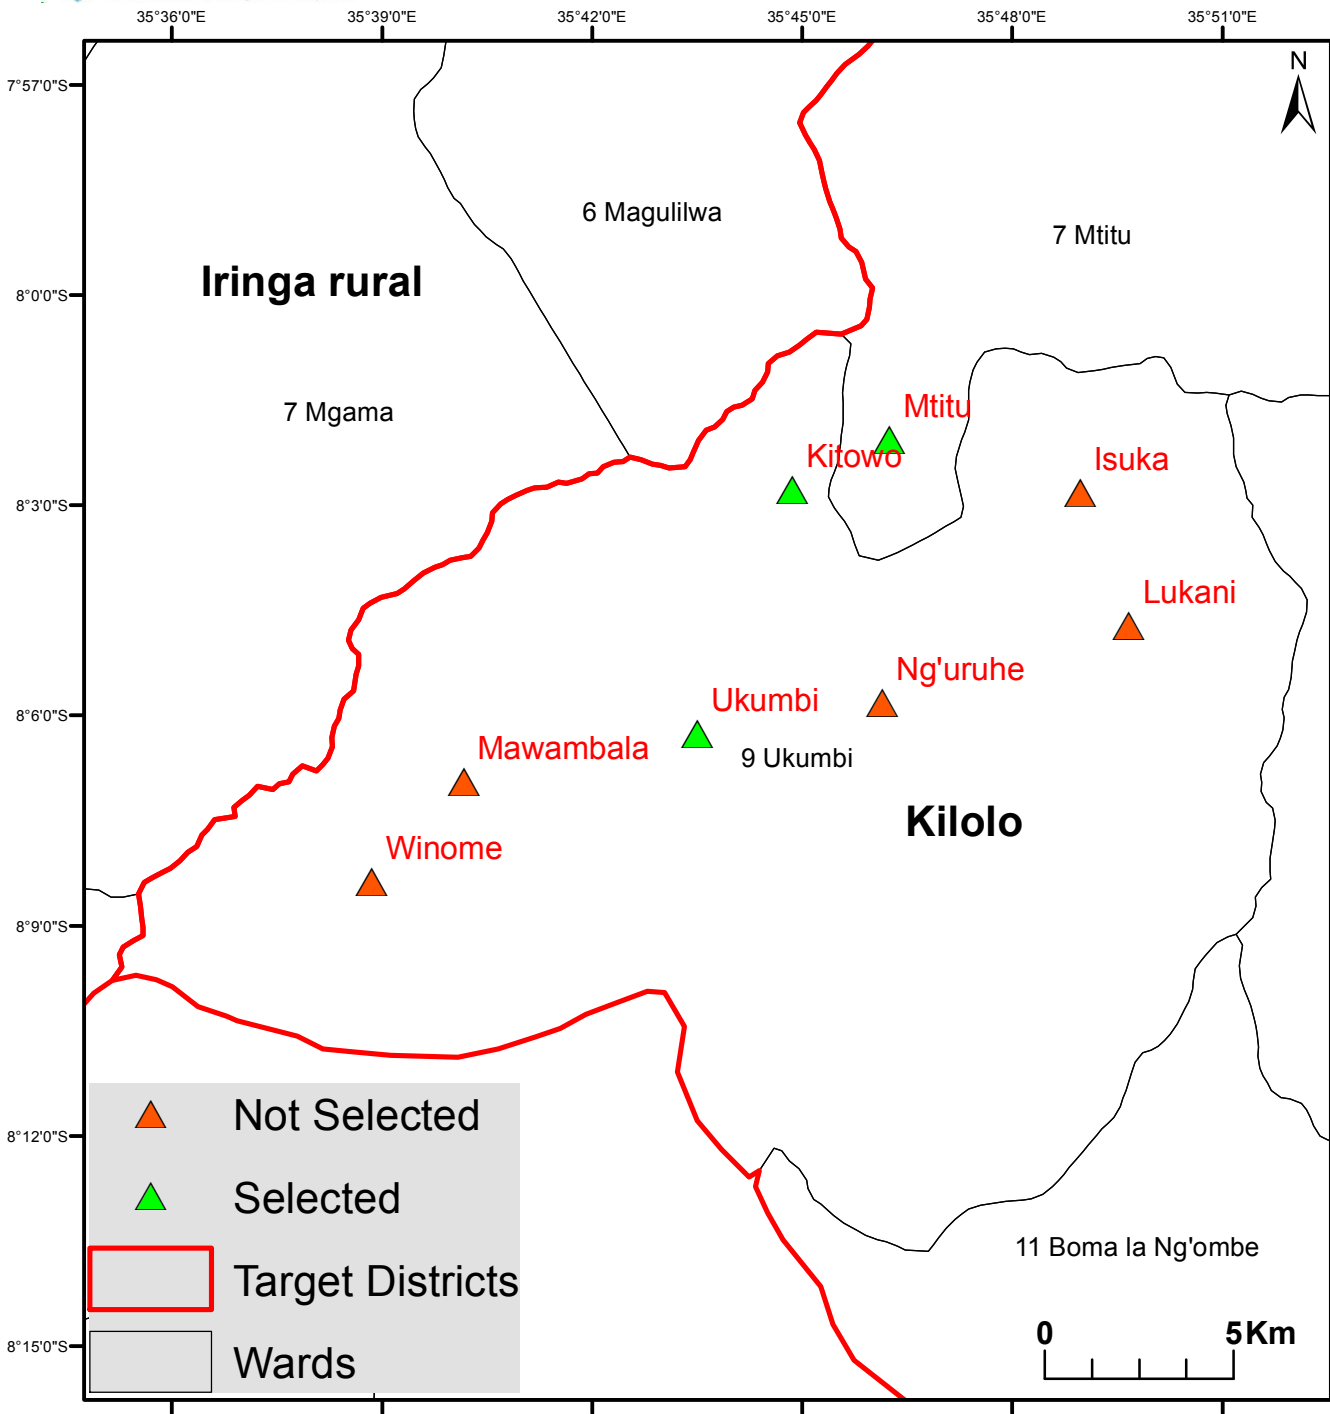 35°36'0"E 35°39'0"E 35°42'0"E 35°45'0"E 35°48'0"E 35°51'0"E
7°57'0"S
N
6 Magulilwa
7 Mtitu
Iringa rural
8°0'0"S
7 Mgama
Mtitu
Kitowo
Isuka
8°3'0"S
Lukani
Ng'uruhe
Ukumbi
8°6'0"S
Mawambala
9 Ukumbi
Kilolo
Winome
8°9'0"S
Not Selected
8°12'0"S
Selected
11 Boma la Ng'ombe
Target Districts
0 5 Km
8°15'0"S
Wards